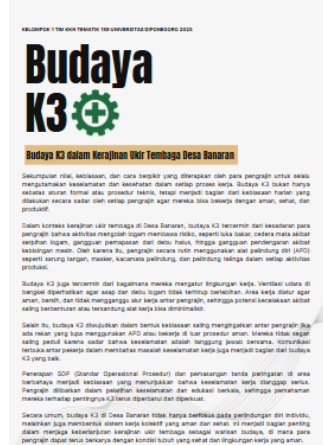 KELOMPOK 1 TIM KKN TEMATIK 159 UNIVERSITAS DIPONEGORO 2025
Budaya
K3
Budaya K3 dalam Kerajinan Ukir Tembaga Desa Banaran
Sekumpulan nilai, kebiasaan, dan cara berpikir yang diterapkan oleh para pengrajin untuk selalu
mengutamakan keselamatan dan kesehatan dalam setiap proses kerja. Budaya K3 bukan hanya
sebatas aturan formal atau prosedur teknis, tetapi menjadi bagian dari kebiasaan harian yang
dilakukan secara sadar oleh setiap pengrajin agar mereka bisa bekerja dengan aman, sehat, dan
produktif.
Dalam konteks kerajinan ukir tembaga di Desa Banaran, budaya K3 tercermin dari kesadaran para
pengrajin bahwa aktivitas mengolah logam membawa risiko, seperti luka bakar, cedera mata akibat
serpihan logam, gangguan pernapasan dari debu halus, hingga gangguan pendengaran akibat
kebisingan mesin. Oleh karena itu, pengrajin secara rutin menggunakan alat pelindung diri (APD)
seperti sarung tangan, masker, kacamata pelindung, dan pelindung telinga dalam setiap aktivitas
produksi.
Budaya K3 juga tercermin dari bagaimana mereka mengatur lingkungan kerja. Ventilasi udara di
bengkel diperhatikan agar asap dan debu logam tidak terhirup berlebihan. Area kerja diatur agar
aman, bersih, dan tidak mengganggu alur kerja antar pengrajin, sehingga potensi kecelakaan akibat
saling berbenturan atau tersandung alat kerja bisa diminimalisir.
Selain itu, budaya K3 diwujudkan dalam bentuk kebiasaan saling mengingatkan antar pengrajin jika
ada rekan yang lupa menggunakan APD atau bekerja di luar prosedur aman. Mereka tidak segan
saling peduli karena sadar bahwa keselamatan adalah tanggung jawab bersama. Komunikasi
terbuka antar pekerja dalam membahas masalah keselamatan kerja juga menjadi bagian dari budaya
K3 yang baik.
Penerapan SOP (Standar Operasional Prosedur) dan pemasangan tanda peringatan di area
berbahaya menjadi kebiasaan yang menunjukkan bahwa keselamatan kerja dianggap serius.
Pengrajin dilibatkan dalam pelatihan keselamatan dan edukasi berkala, sehingga pemahaman
mereka terhadap pentingnya K3 terus diperbarui dan diperkuat.
Secara umum, budaya K3 di Desa Banaran tidak hanya berfokus pada perlindungan diri individu,
melainkan juga membentuk sistem kerja kolektif yang aman dan sehat. Ini menjadi bagian penting
dalam menjaga keberlanjutan kerajinan ukir tembaga sebagai warisan budaya, di mana para
pengrajin dapat terus berkarya dengan kondisi tubuh yang sehat dan lingkungan kerja yang aman.